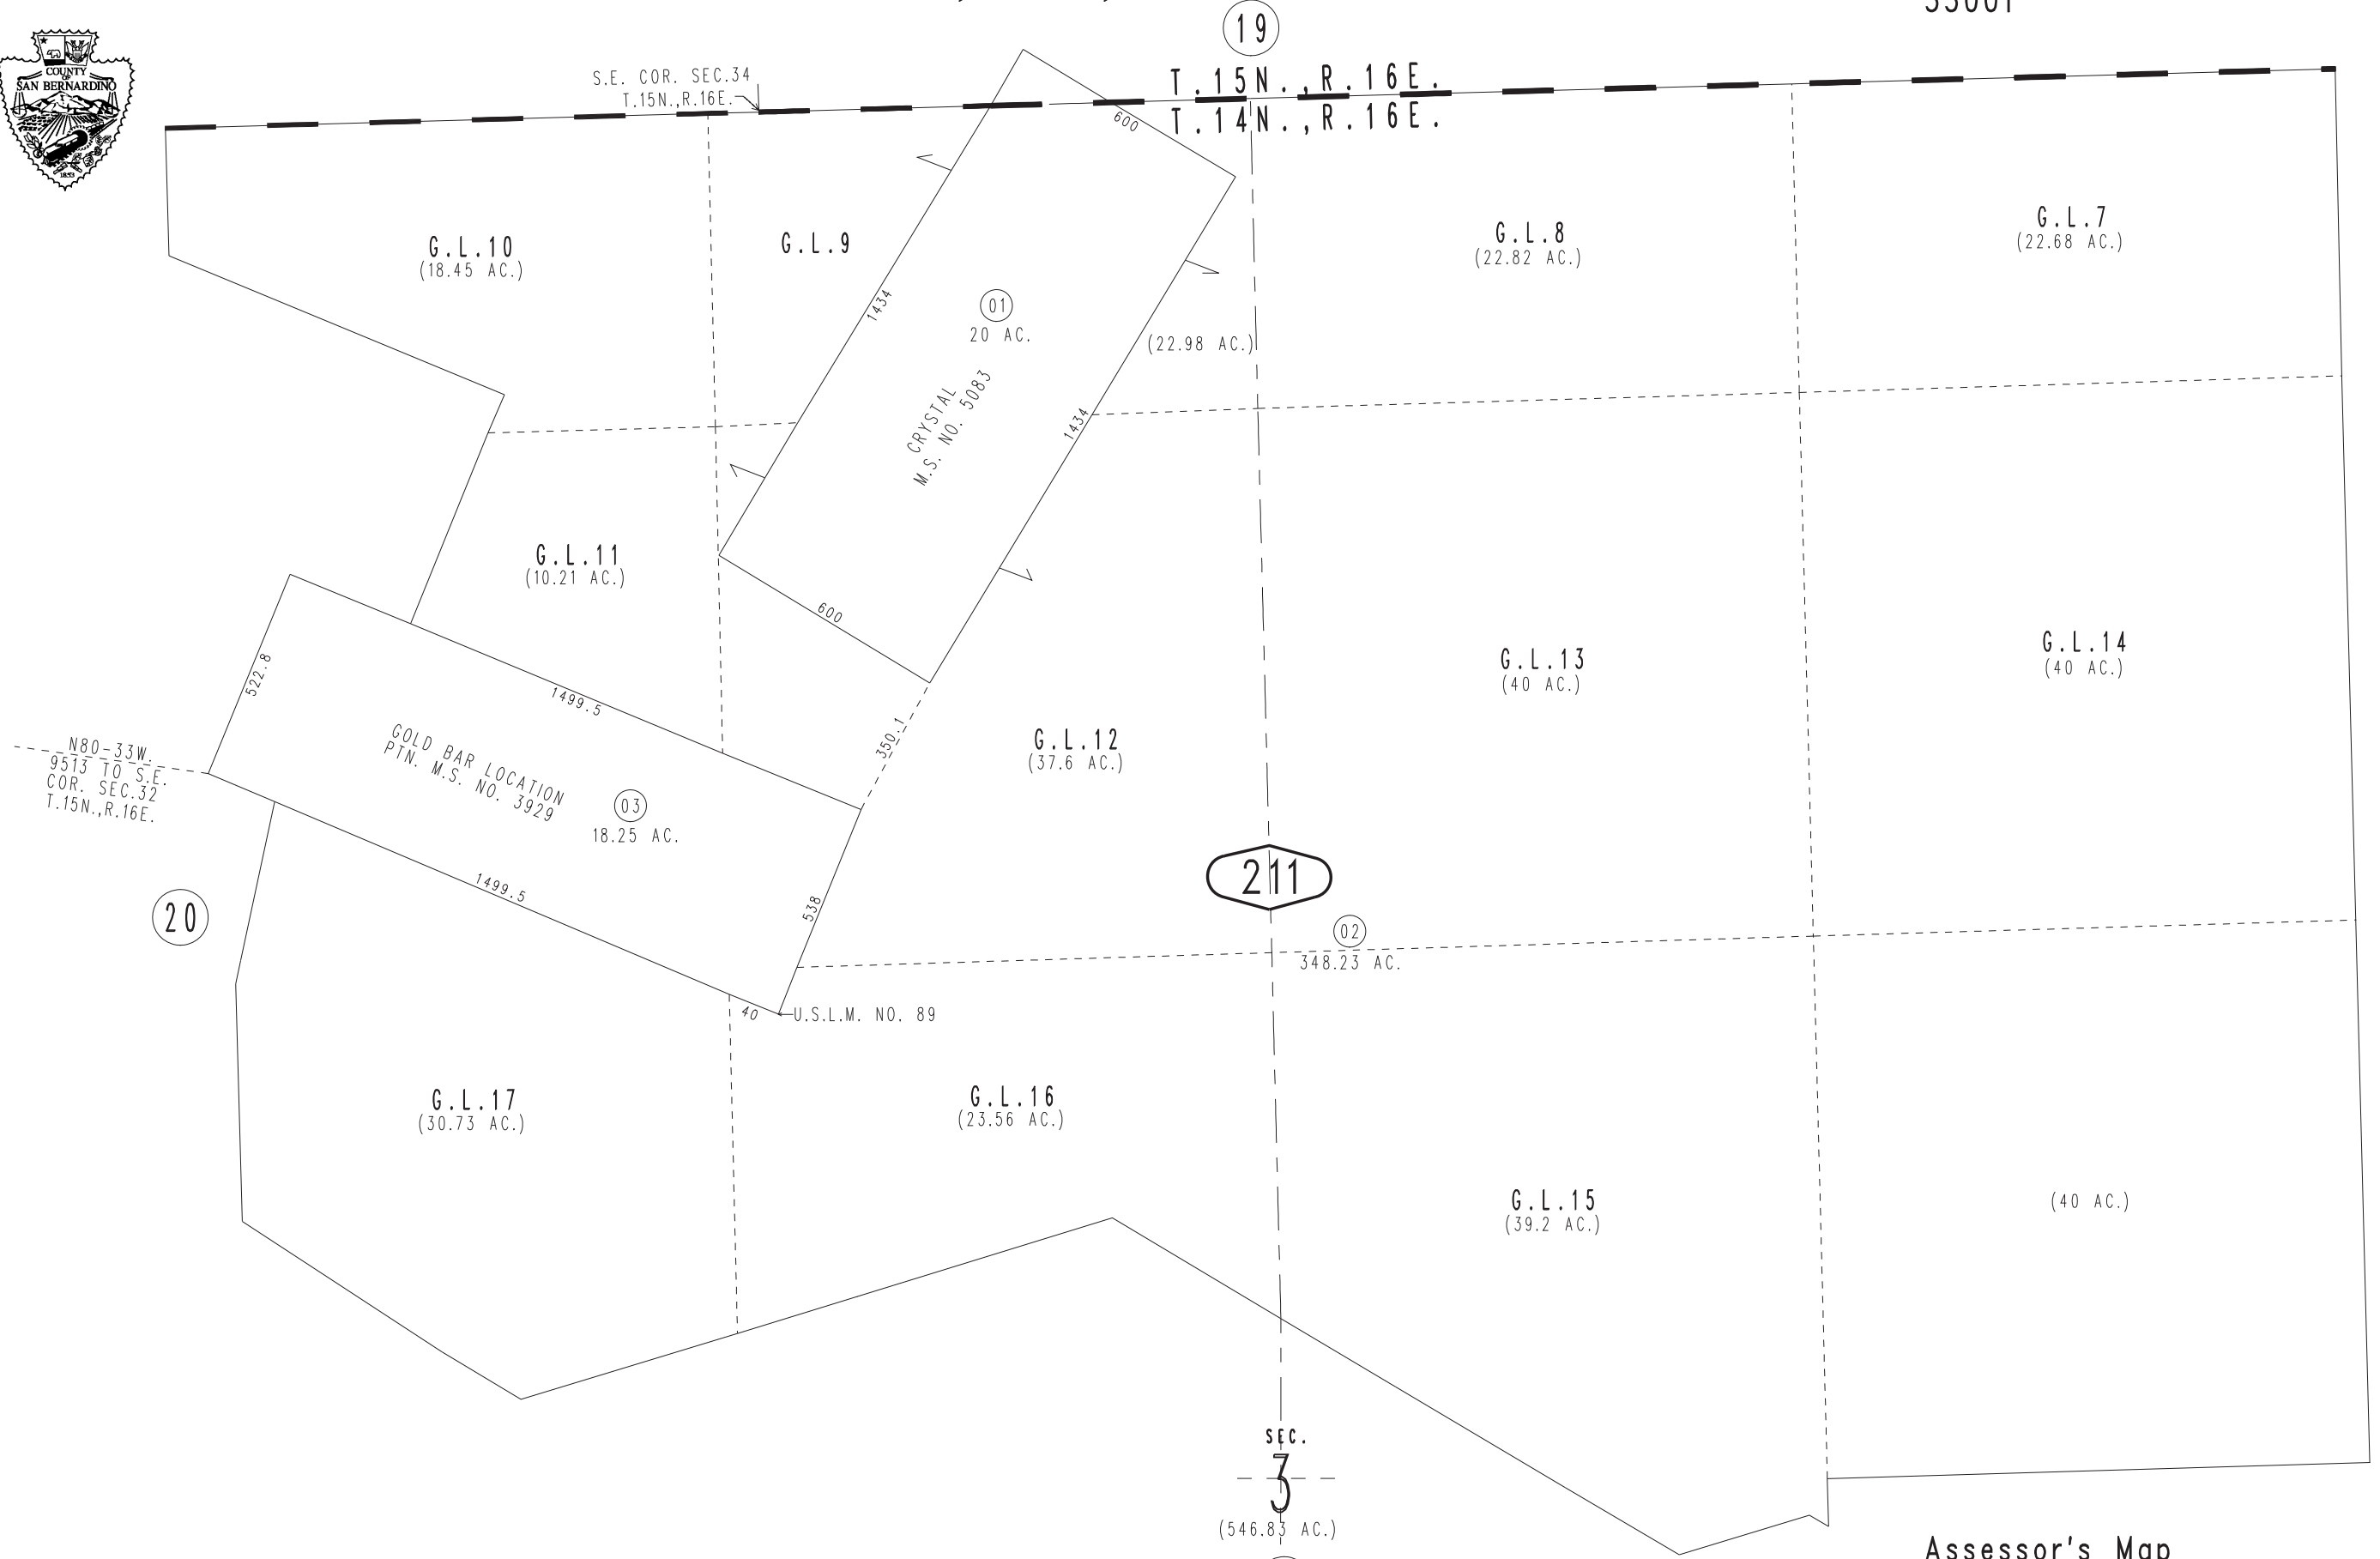 19
COUNTY
OF
SAN BERNARDINO
1853
S.E. COR. SEC.34
T.15N.,R.16E.
T.15N.,R.16E.
T.14N.,R.16E.
600
G.L.10
(18.45 AC.)
G.L.9
G.L.8
(22.82 AC.)
G.L.7
(22.68 AC.)
1434
01
20 AC.
(22.98 AC.)
CRYSTAL
M.S. NO. 5083
1434
G.L.11
(10.21 AC.)
600
522.8
1499.5
G.L.13
(40 AC.)
G.L.14
(40 AC.)
N80-33W.
9513 TO S.E.
COR. SEC.32
T.15N.,R.16E.
GOLD BAR LOCATION
PTN. M.S. NO. 3929
03
18.25 AC.
350.1
G.L.12
(37.6 AC.)
211
20
1499.5
538
02
348.23 AC.
40
U.S.L.M. NO. 89
G.L.17
(30.73 AC.)
G.L.16
(23.56 AC.)
G.L.15
(39.2 AC.)
(40 AC.)
SEC.
3
(546.83 AC.)
Assessor's Map